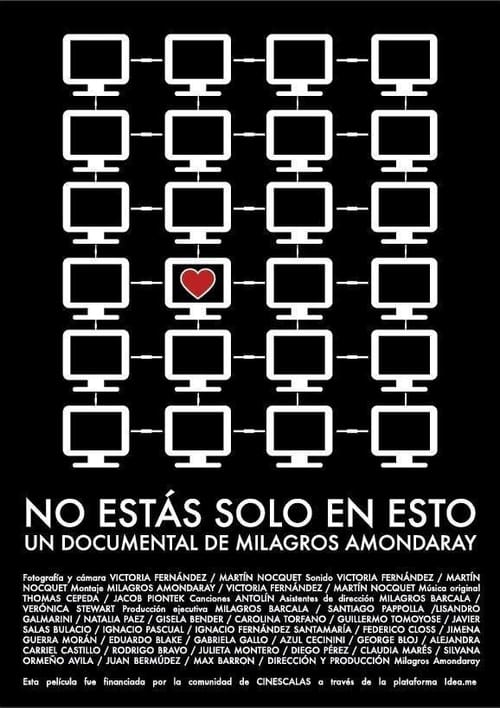 NO ESTÁS SOLO EN ESTO
UN DOCUMENTAL DE MILAGROS AMONDARAY
Fotografía y cámara VICTORIA FERNÁNDEZ / MARTÍN NOCQUET Sonido VICTORIA FERNÁNDEZ / MARTÍN
NOCQUET Montaje MILAGROS AMONDARAY / VICTORIA FERNÁNDEZ / MARTÍN NOCQUET Música original
THOMAS CEPEDA / JACOB PIONTEK Canciones ANTOLÍN Asistentes de dirección MILAGROS BARCALA /
VERÓNICA STEWART Producción ejecutiva MILAGROS BARCALA / SANTIAGO PAPPOLLA /LISANDRO
GALMARINI / NATALIA PAEZ / GISELA BENDER / CAROLINA TORFANO / GUILLERMO TOMOYOSE / JAVIER
SALAS BULACIO / IGNACIO PASCUAL / IGNACIO FERNÁNDEZ SANTAMARÍA / FEDERICO CLOSS / JIMENA
GUERRA MORÁN / EDUARDO BLAKE / GABRIELA GALLO / AZUL CECININI / GEORGE BLOJ / ALEJANDRA
CARRIEL CASTILLO / RODRIGO BRAVO / JULIETA MONTERO / DIEGO PÉREZ / CLAUDIA MARÉS / SILVANA
ORMEÑO AVILA / JUAN BERMÚDEZ / MAX BARRON / DIRECCIÓN Y PRODUCCIÓN Milagros Amondaray
Esta película fue financiada por la comunidad de CINESCALAS a través de la plataforma Idea.me